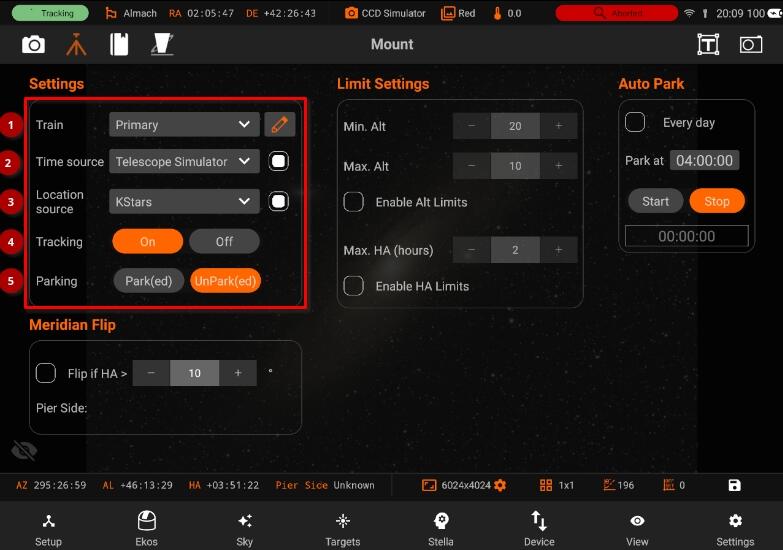 Tracking Almach RA 02:05:47 DE +42:26:43 CCD Simulator Red 0.0 Aborted 20:09 100
Mount T
Settings Limit Settings Auto Park
1 Train Primary Min. Alt − 20 + Every day
2 Time source Telescope Simulator Max. Alt − 10 + Park at 04:00:00
3 Location source KStars Enable Alt Limits Start Stop
4 Tracking On Off Max. HA (hours) − 2 + 00:00:00
5 Parking Park(ed) UnPark(ed) Enable HA Limits
Meridian Flip
Flip if HA > − 10 + °
Pier Side:
AZ 295:26:59 AL +46:13:29 HA +03:51:22 Pier Side Unknown 6024x4024 1x1 196 0
Setup Ekos Sky Targets Stella Device View Settings